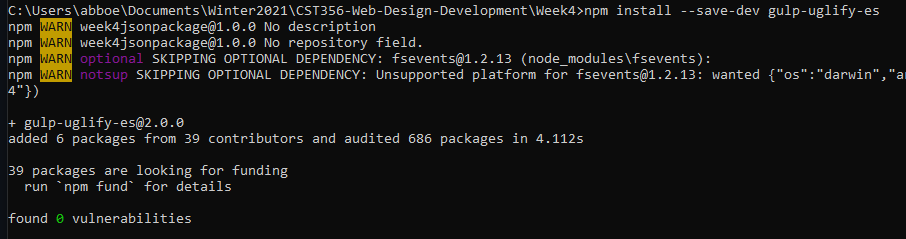 C:\Users\abboe\Documents\Winter2021\CST356-Web-Design-Development\Week4>npm install --save-dev gulp-uglify-es
npm WARN week4jsonpackage@1.0.0 No description
npm WARN week4jsonpackage@1.0.0 No repository field.
npm WARN optional SKIPPING OPTIONAL DEPENDENCY: fsevents@1.2.13 (node_modules\fsevents):
npm WARN notsup SKIPPING OPTIONAL DEPENDENCY: Unsupported platform for fsevents@1.2.13: wanted {"os":"darwin","a
4"})
+ gulp-uglify-es@2.0.0
added 6 packages from 39 contributors and audited 686 packages in 4.112s
39 packages are looking for funding
run `npm fund` for details
found 0 vulnerabilities